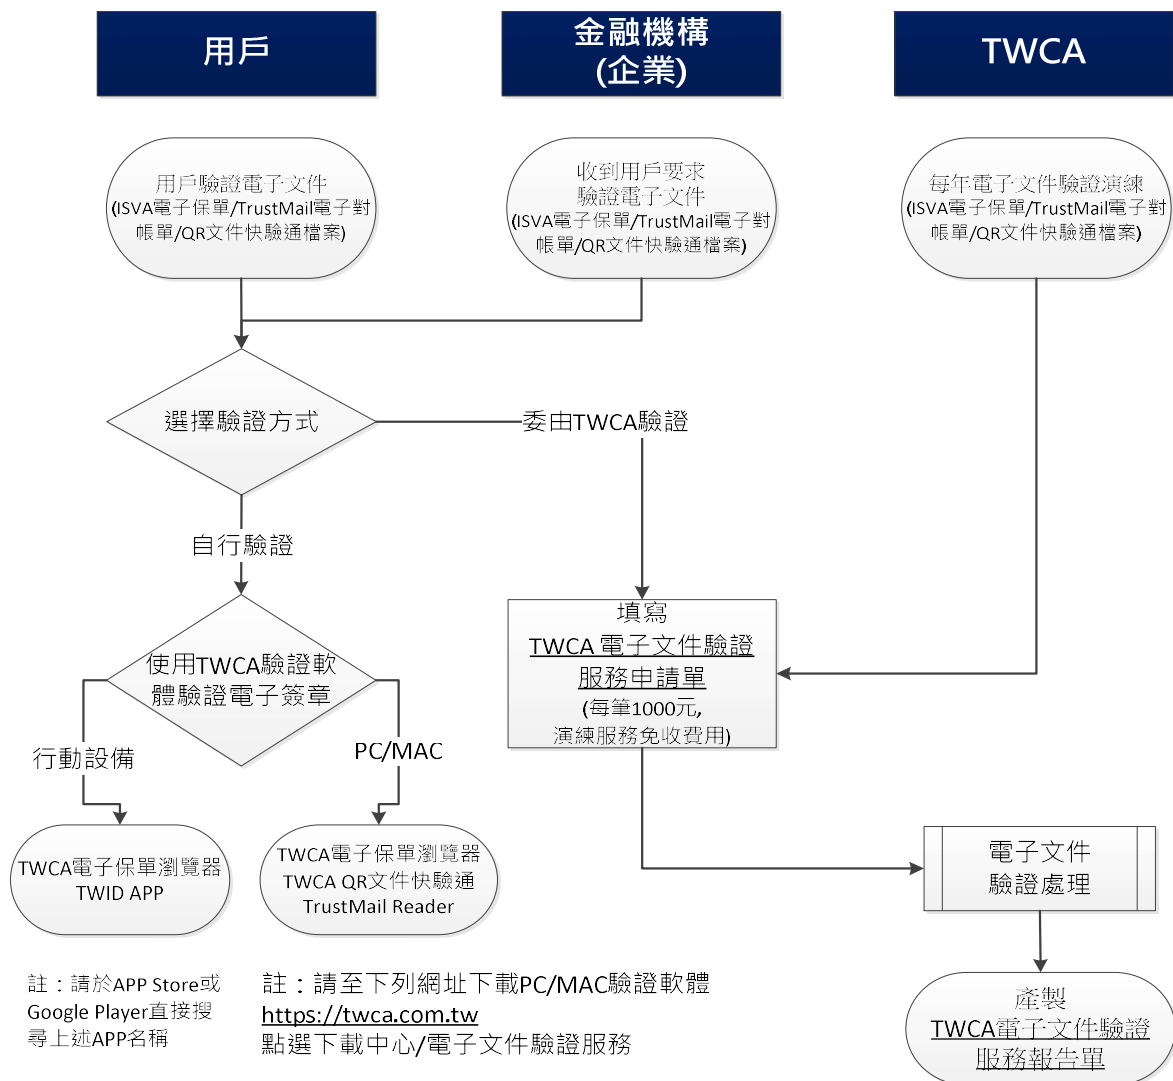 用戶
金融機構
(企業)
TWCA
用戶驗證電子文件
(ISVA電子保單/TrustMail電子對
帳單/QR文件快驗通檔案)
收到用戶要求
驗證電子文件
(ISVA電子保單/TrustMail電子對
帳單/QR文件快驗通檔案)
每年電子文件驗證演練
(ISVA電子保單/TrustMail電子對
帳單/QR文件快驗通檔案)
選擇驗證方式
委由TWCA驗證
自行驗證
使用TWCA驗證軟
體驗證電子簽章
填寫
TWCA 電子文件驗證
服務申請單
(每筆1000元,
演練服務免收費用)
行動設備
PC/MAC
TWCA電子保單瀏覽器
TWID APP
TWCA電子保單瀏覽器
TWCA QR文件快驗通
TrustMail Reader
電子文件
驗證處理
註：請於APP Store或
Google Player直接搜
尋上述APP名稱
註：請至下列網址下載PC/MAC驗證軟體
https://twca.com.tw
點選下載中心/電子文件驗證服務
產製
TWCA電子文件驗證
服務報告單